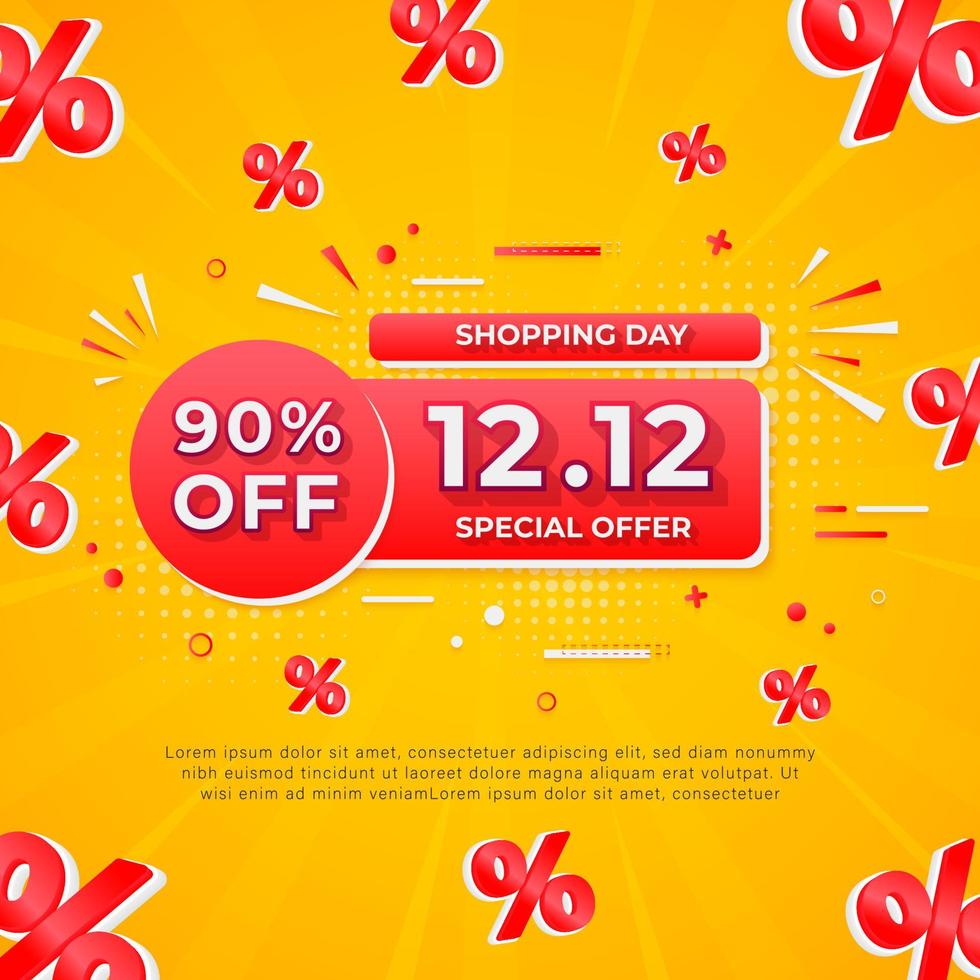 SHOPPING DAY
90%
OFF
12.12
SPECIAL OFFER
Lorem ipsum dolor sit amet, consectetuer adipiscing elit, sed diam nonummy
nibh euismod tincidunt ut laoreet dolore magna aliquam erat volutpat. Ut
wisi enim ad minim veniamLorem ipsum dolor sit amet, consectetuer
%
%
%
%
%
%
%
%
%
%
%
%